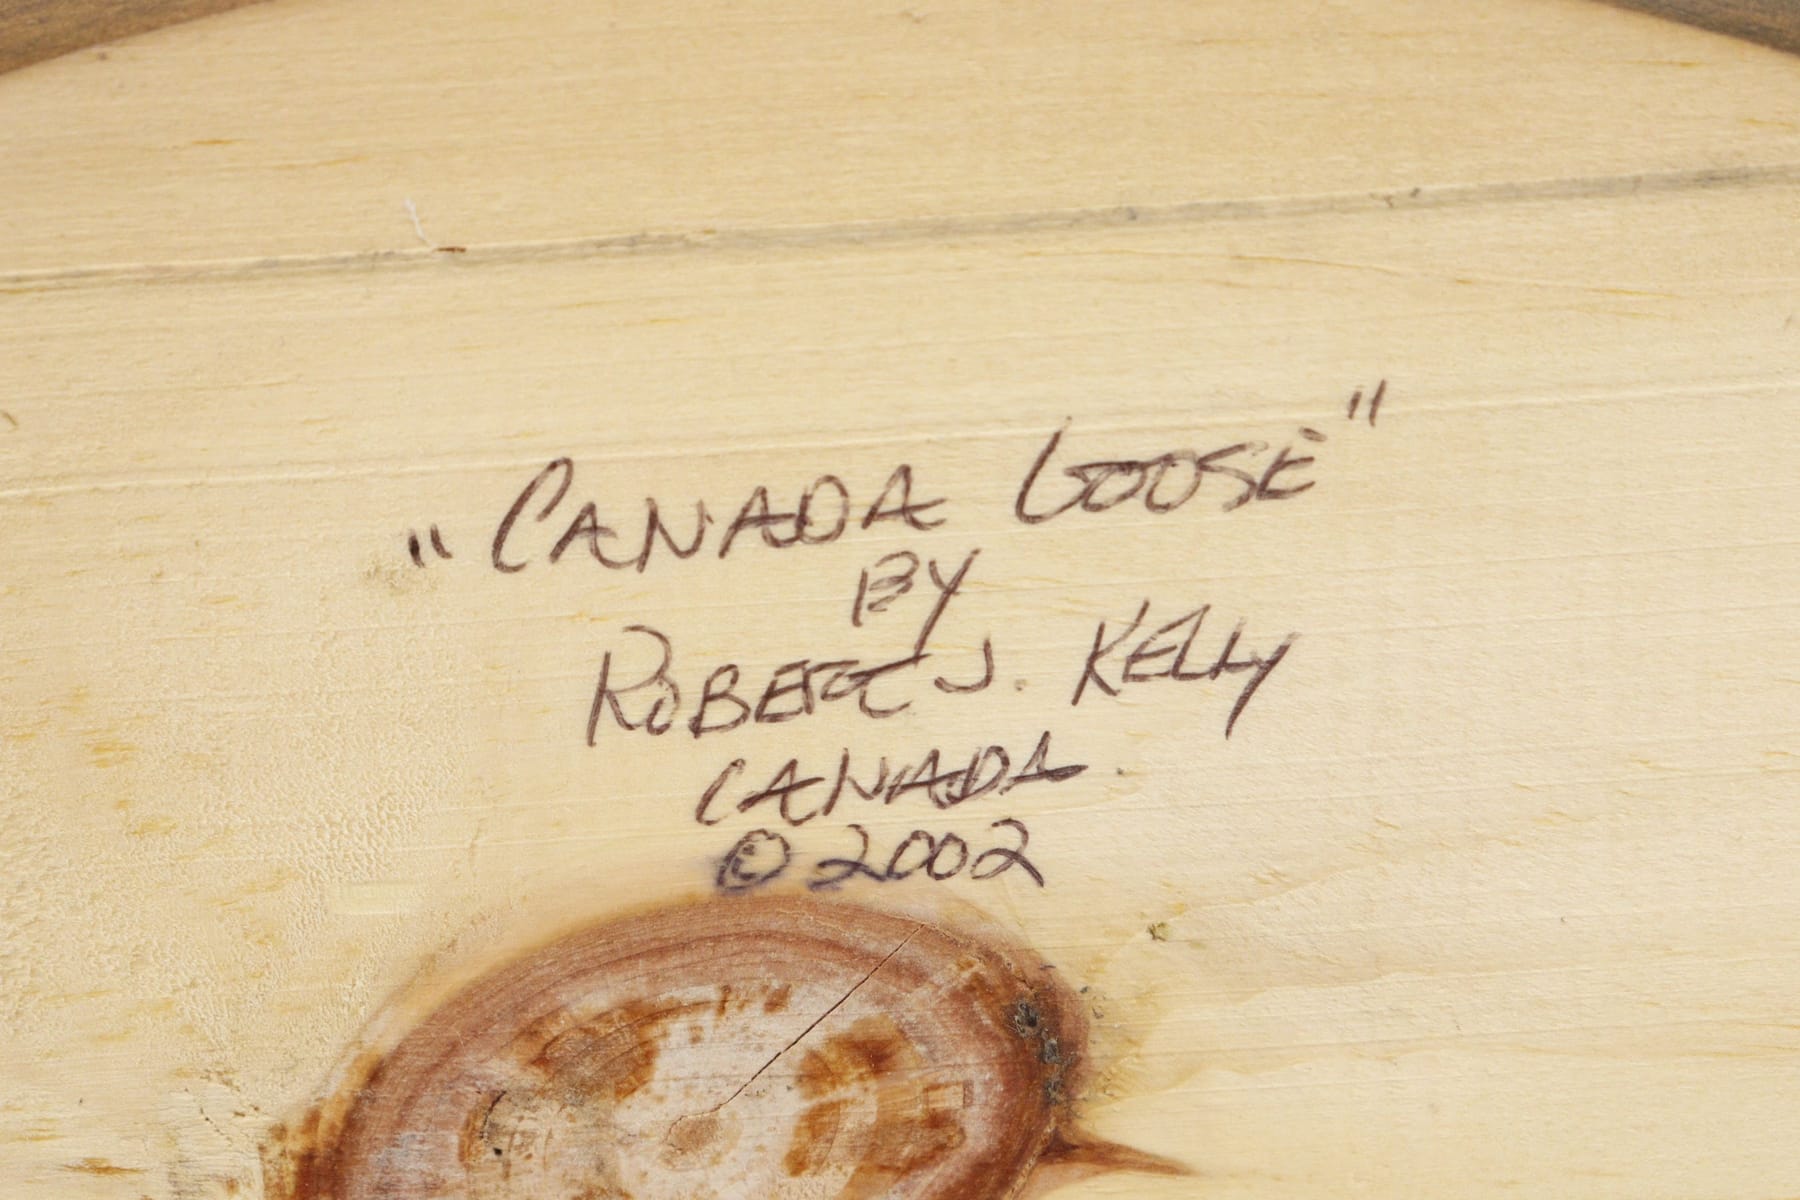 "CANADA GOOSE"
BY
ROBERT J. KELLY
CANADA
© 2002